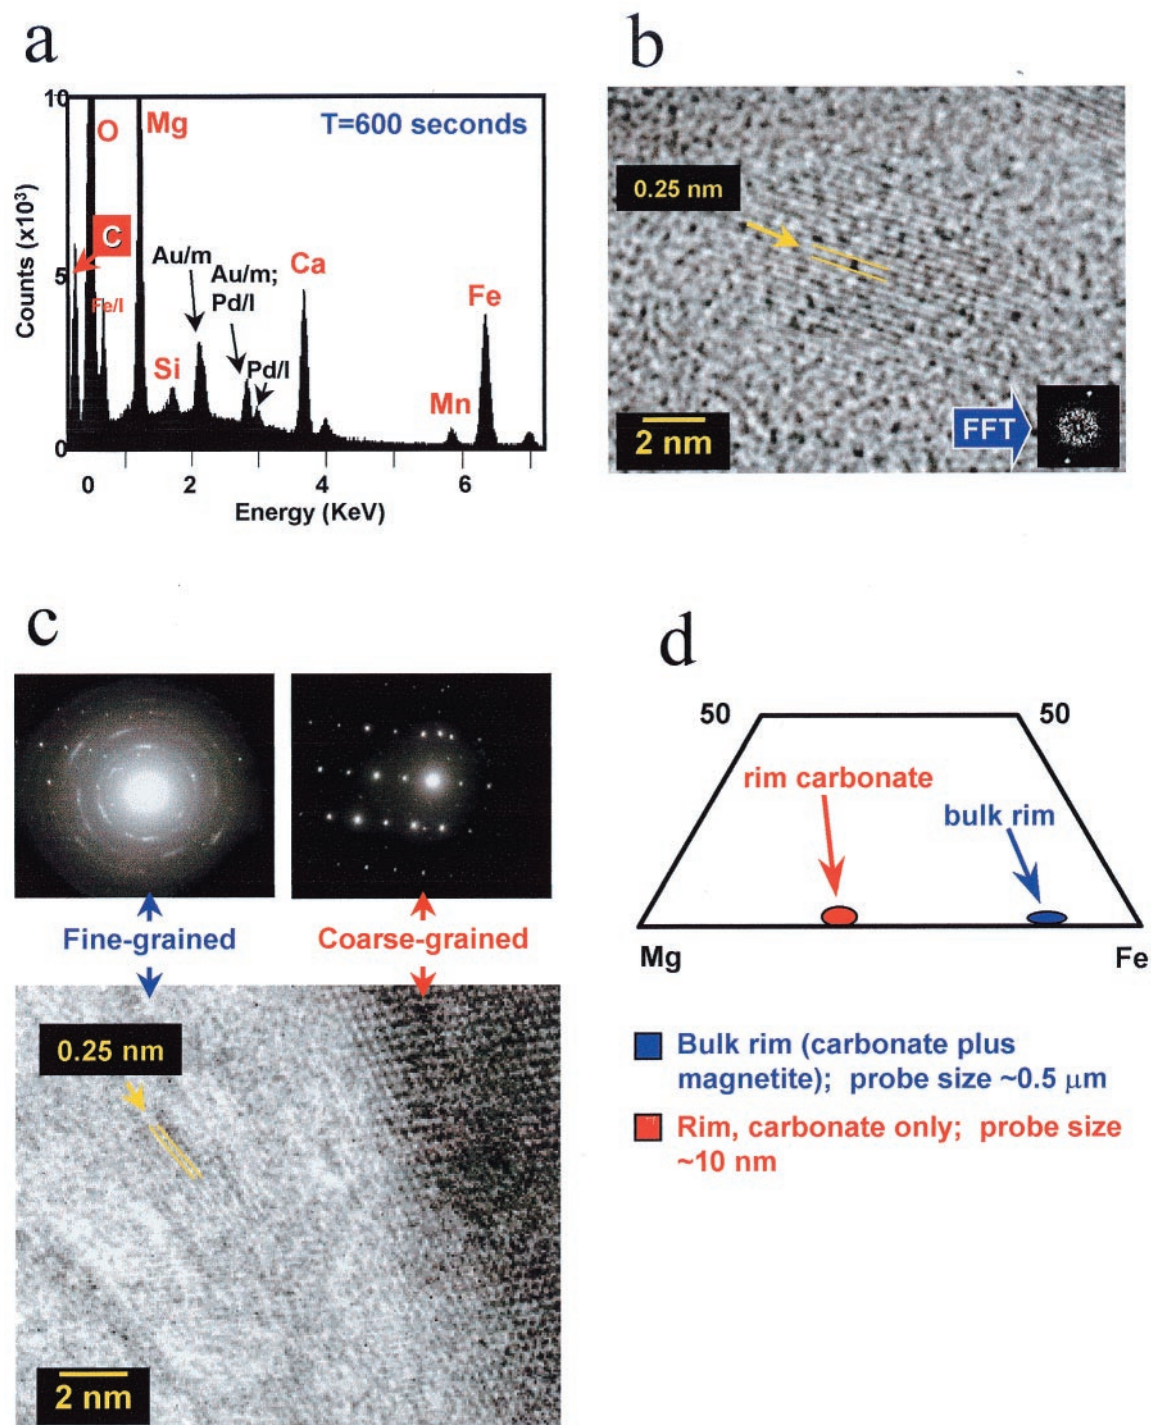 a
10
T=600 seconds
O
Mg
C
Fe/l
Si
Au/m
Au/m;
Pd/l
Pd/l
Ca
Mn
Fe
5
0
Counts (x10³)
0
2
4
6
Energy (KeV)
b
0.25 nm
2 nm
FFT
c
Fine-grained
Coarse-grained
0.25 nm
2 nm
d
50
50
rim carbonate
bulk rim
Mg
Fe
Bulk rim (carbonate plus
magnetite); probe size ~0.5 μm
Rim, carbonate only; probe size
~10 nm